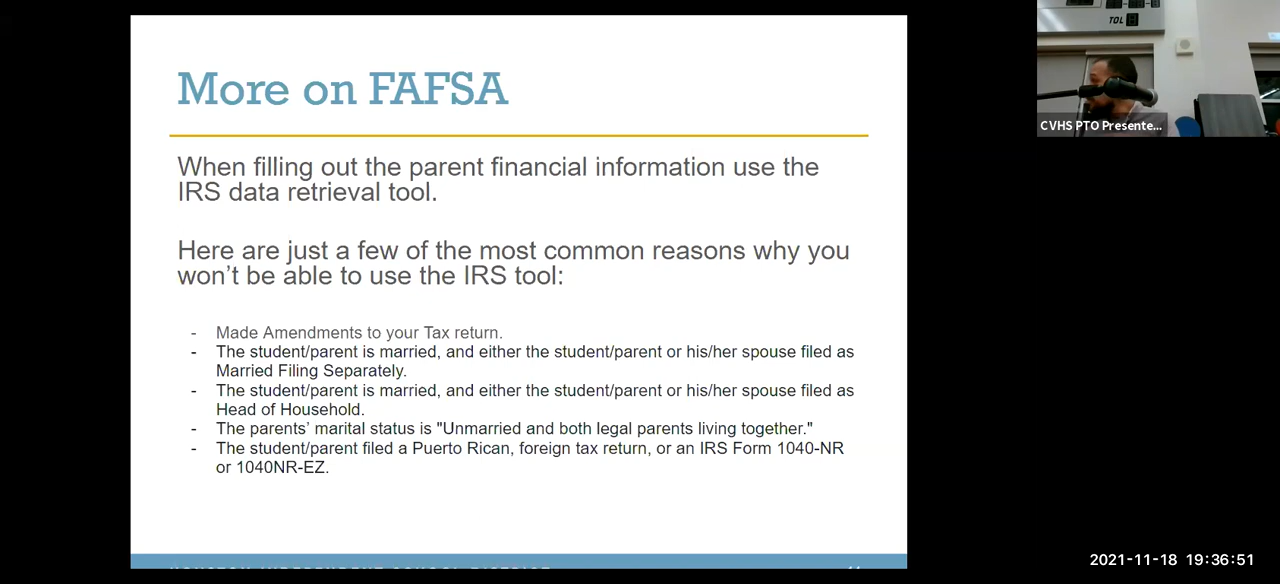 More on FAFSA
When filling out the parent financial information use the
IRS data retrieval tool.
Here are just a few of the most common reasons why you
won’t be able to use the IRS tool:
- Made Amendments to your Tax return.
- The student/parent is married, and either the student/parent or his/her spouse filed as
Married Filing Separately.
- The student/parent is married, and either the student/parent or his/her spouse filed as
Head of Household.
- The parents’ marital status is "Unmarried and both legal parents living together."
- The student/parent filed a Puerto Rican, foreign tax return, or an IRS Form 1040-NR
or 1040NR-EZ.
TOL
CVHS PTO Presente...
2021-11-18 19:36:51